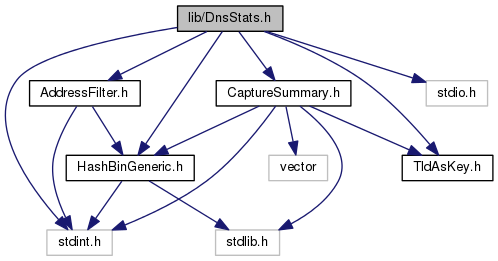 lib/DnsStats.h
AddressFilter.h
CaptureSummary.h
stdio.h
HashBinGeneric.h
vector
TldAsKey.h
stdint.h
stdlib.h